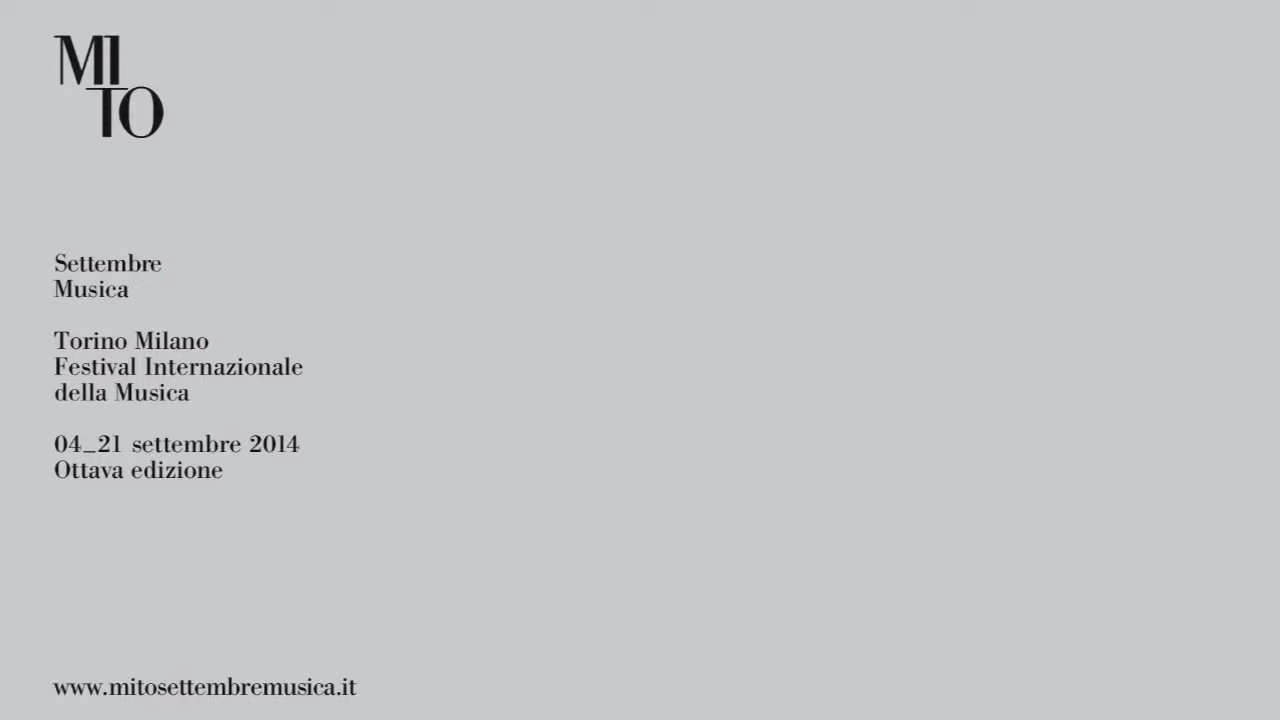 MI
TO
Settembre
Musica
Torino Milano
Festival Internazionale
della Musica
04_21 settembre 2014
Ottava edizione
www.mitosettembremusica.it